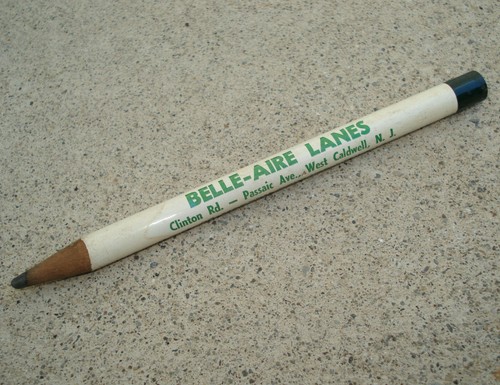 BELLE-AIRE LANES
Clinton Rd. — Passaic Ave., West Caldwell, N. J.